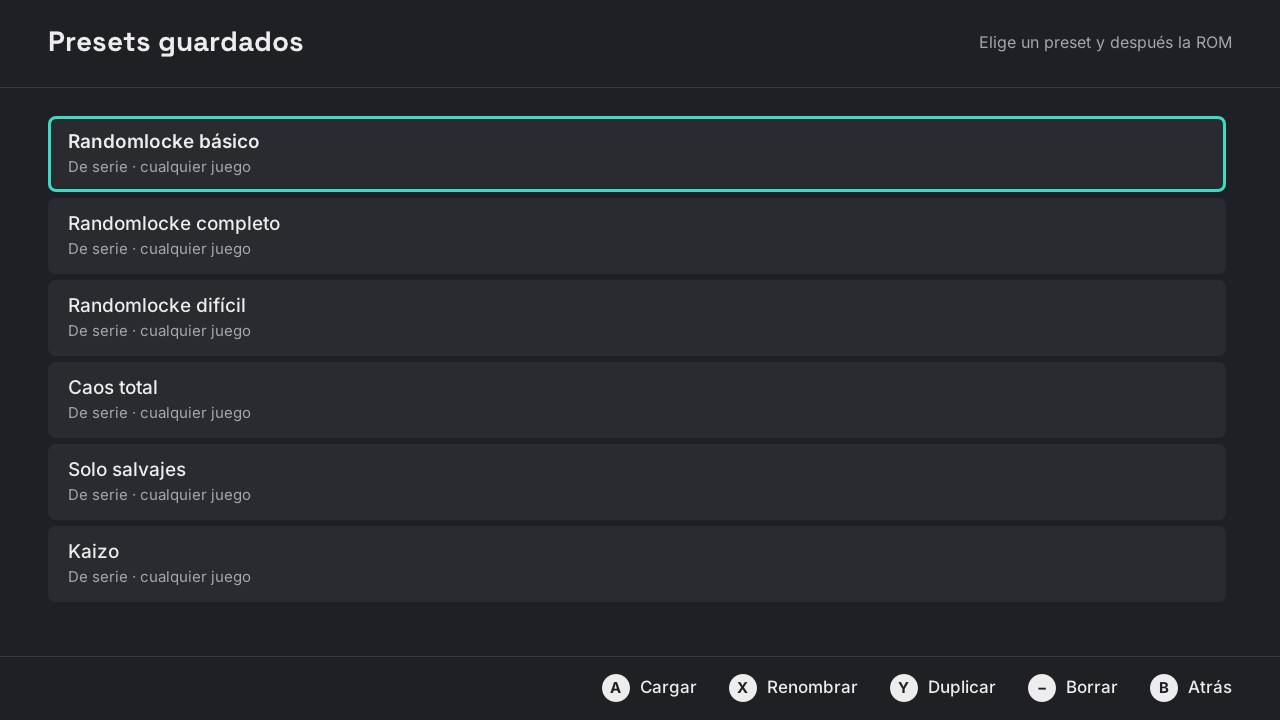 Presets guardados
Elige un preset y después la ROM
Randomlocke básico
De serie · cualquier juego
Randomlocke completo
De serie · cualquier juego
Randomlocke difícil
De serie · cualquier juego
Caos total
De serie · cualquier juego
Solo salvajes
De serie · cualquier juego
Kaizo
De serie · cualquier juego
A Cargar X Renombrar Y Duplicar − Borrar B Atrás